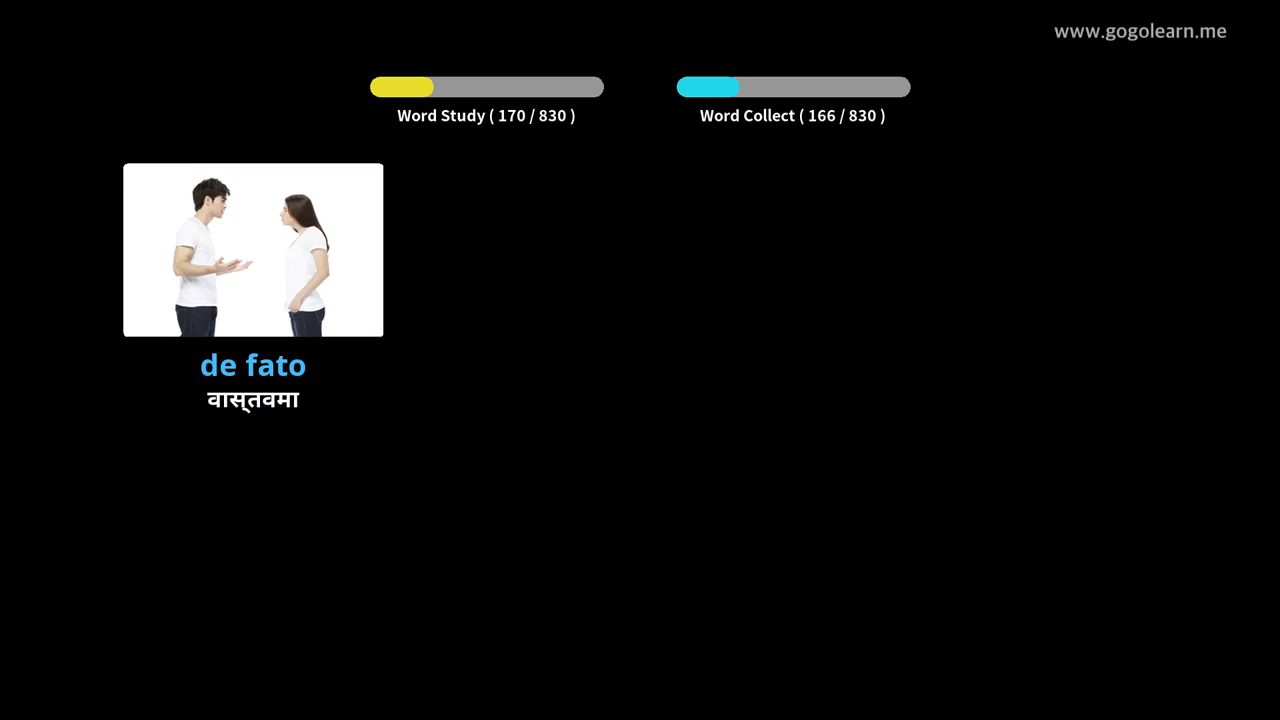 www.gogolearn.me
Word Study ( 170 / 830 )
Word Collect ( 166 / 830 )
de fato
वास्तवमा